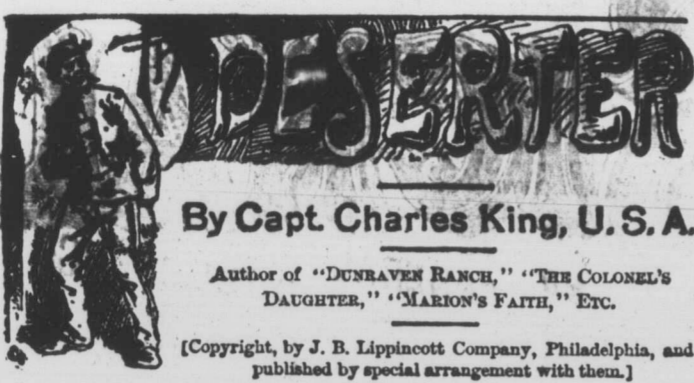 THE DESERTER
By Capt. Charles King, U. S. A.
Author of "DUNRAVEN RANCH," "THE COLONEL'S
DAUGHTER," "MARION'S FAITH," ETC.
[Copyright, by J. B. Lippincott Company, Philadelphia, and
published by special arrangement with them.]